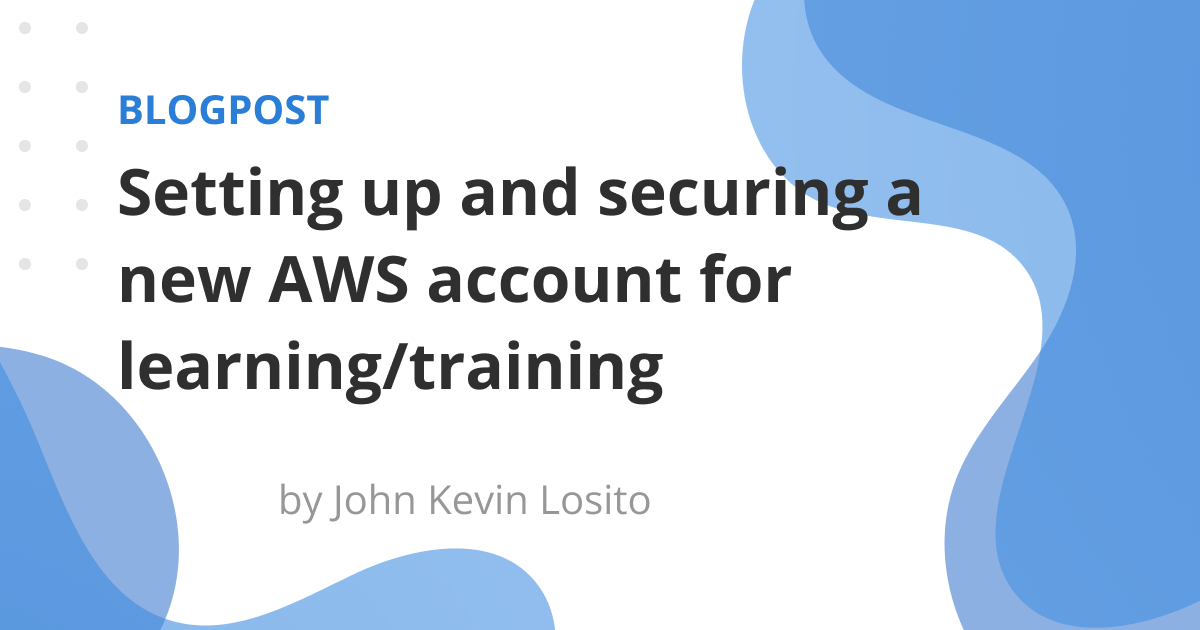 BLOGPOST
Setting up and securing a
new AWS account for
learning/training
by John Kevin Losito